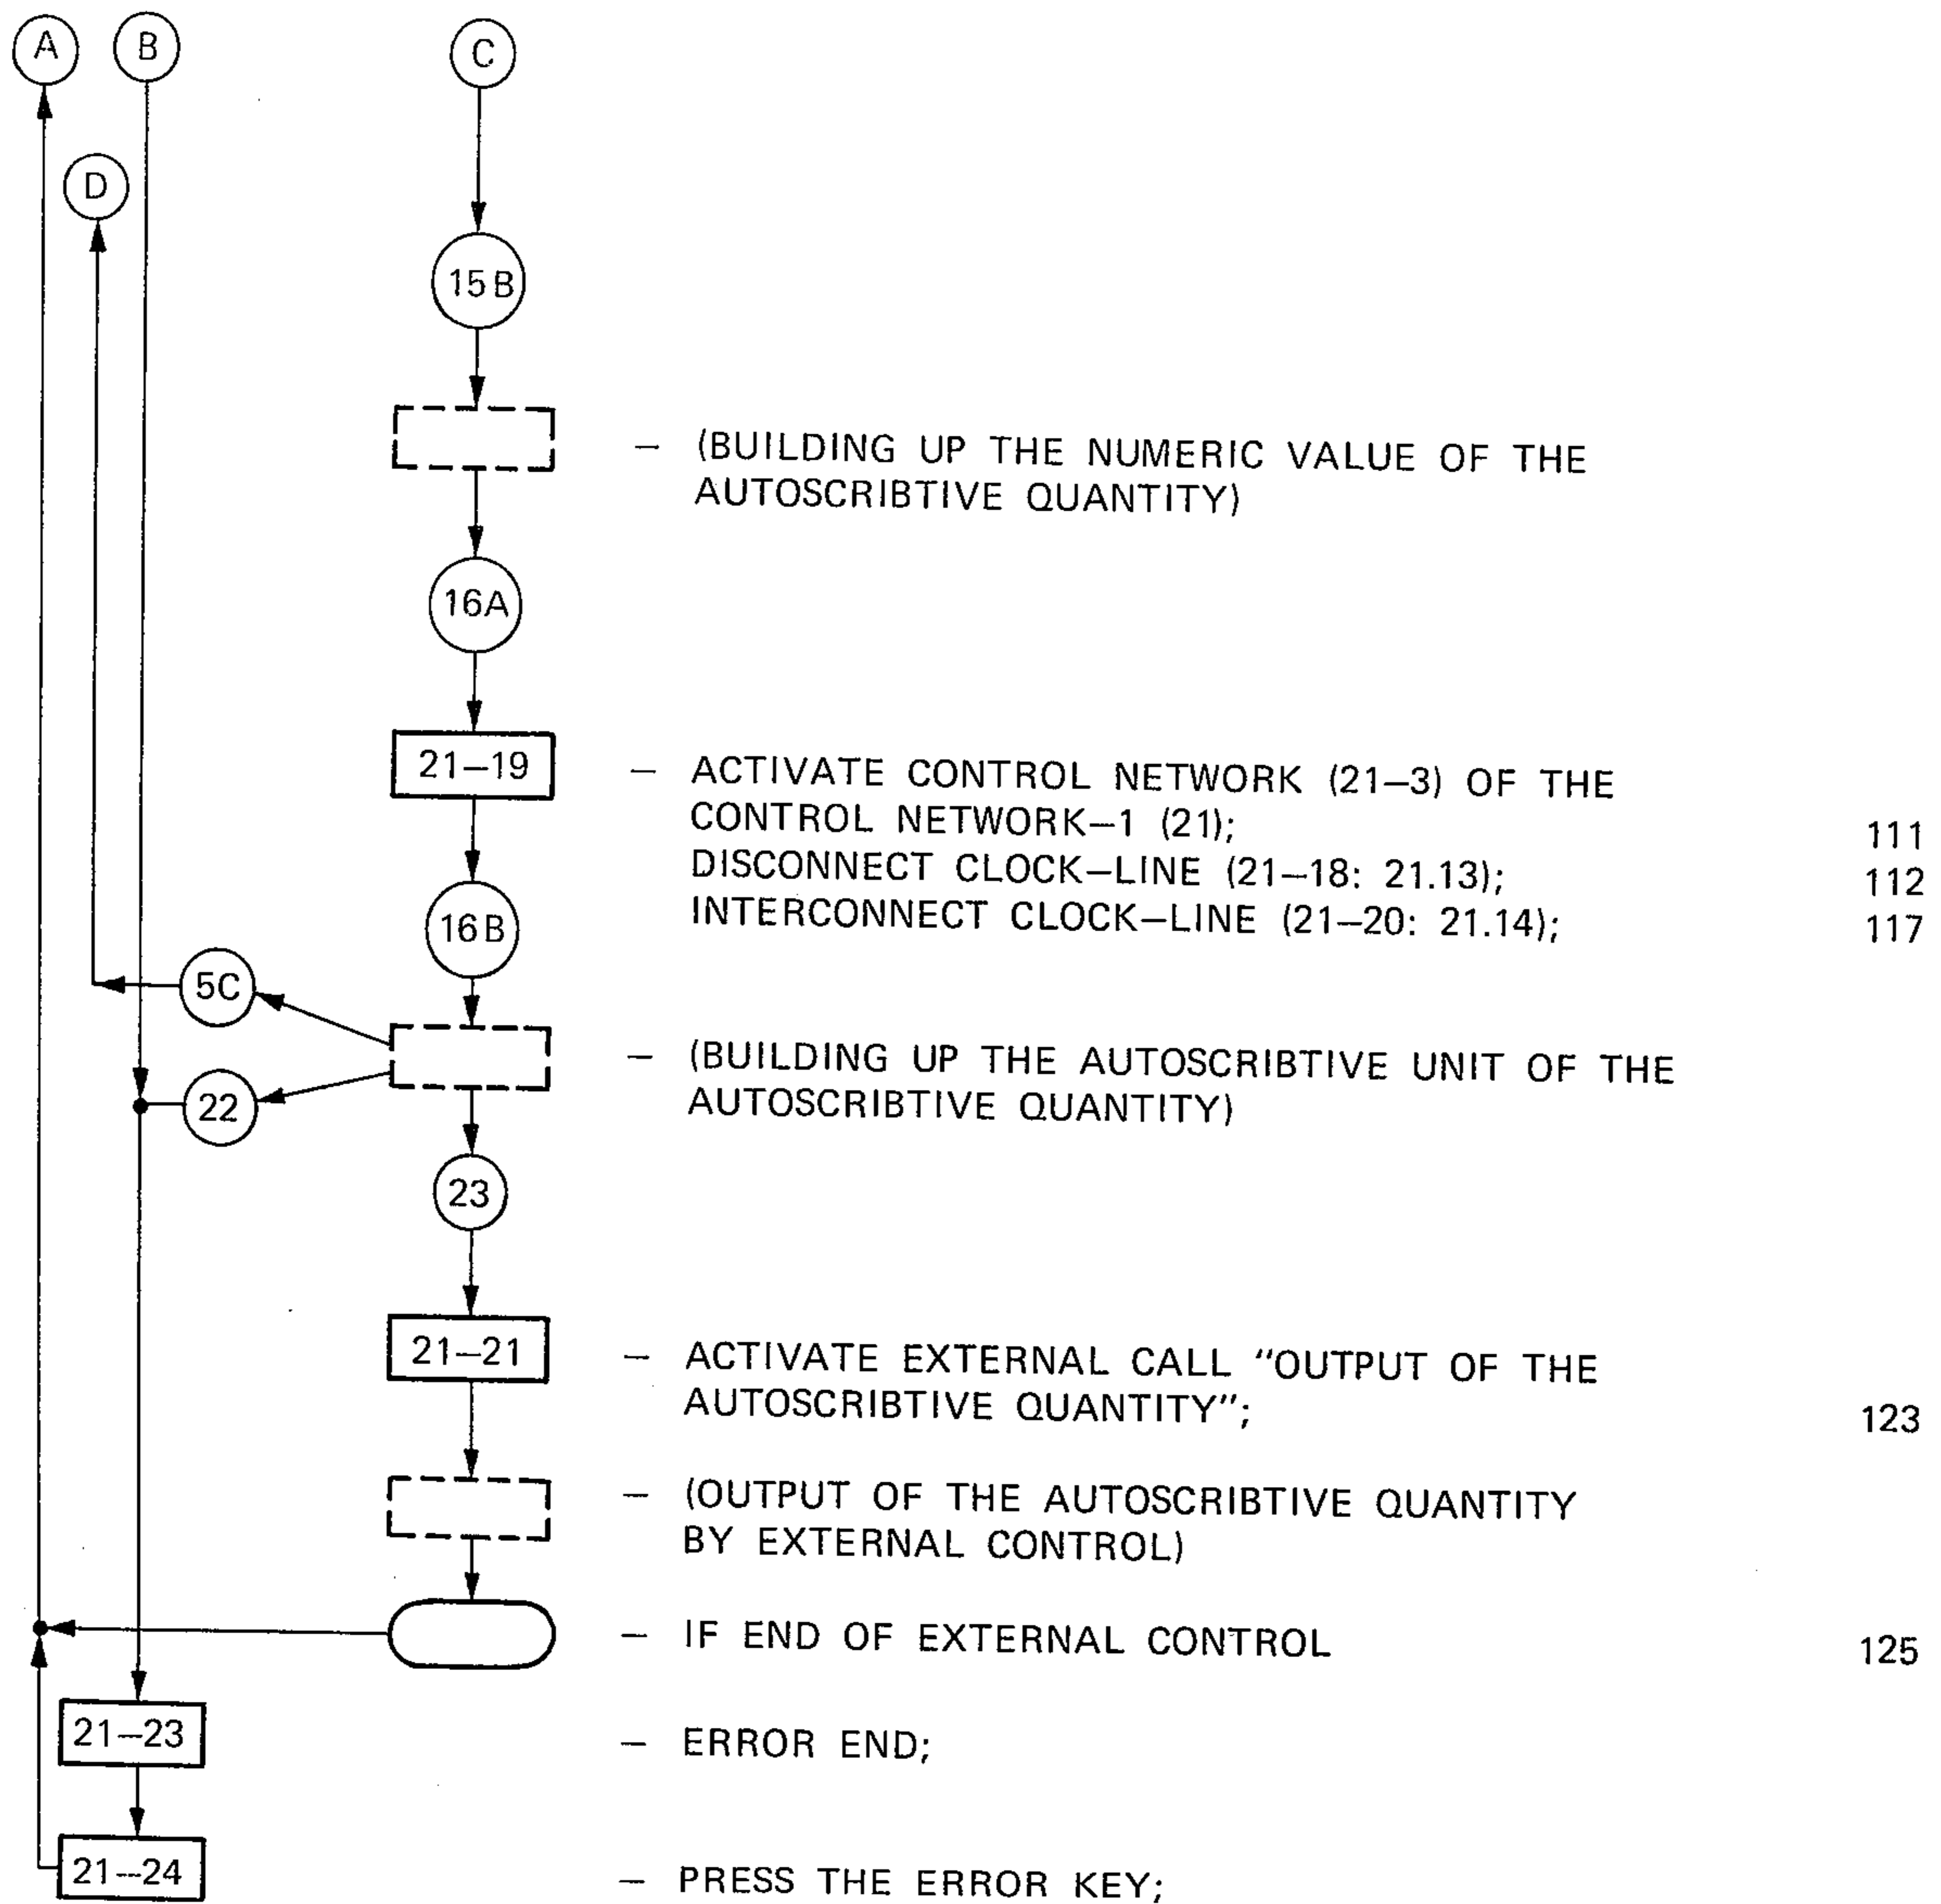 A B C
D
15 B
— (BUILDING UP THE NUMERIC VALUE OF THE
AUTOSCRIBTIVE QUANTITY)
16A
21—19 — ACTIVATE CONTROL NETWORK (21—3) OF THE
CONTROL NETWORK—1 (21); 111
DISCONNECT CLOCK—LINE (21—18: 21.13); 112
INTERCONNECT CLOCK—LINE (21—20: 21.14); 117
16 B
5C
— (BUILDING UP THE AUTOSCRIBTIVE UNIT OF THE
AUTOSCRIBTIVE QUANTITY)
22
23
21—21 — ACTIVATE EXTERNAL CALL "OUTPUT OF THE
AUTOSCRIBTIVE QUANTITY"; 123
— (OUTPUT OF THE AUTOSCRIBTIVE QUANTITY
BY EXTERNAL CONTROL)
— IF END OF EXTERNAL CONTROL 125
21—23 — ERROR END;
21—24 — PRESS THE ERROR KEY;